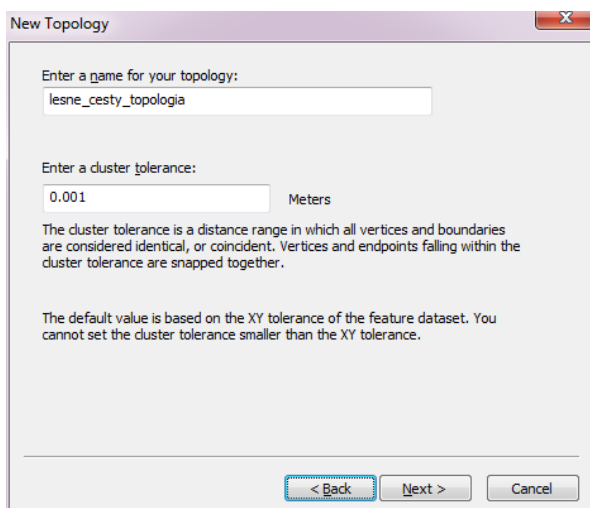 New Topology
Enter a name for your topology:
lesne_cesty_topologia
Enter a cluster tolerance:
0.001 Meters
The cluster tolerance is a distance range in which all vertices and boundaries
are considered identical, or coincident. Vertices and endpoints falling within the
cluster tolerance are snapped together.
The default value is based on the XY tolerance of the feature dataset. You
cannot set the cluster tolerance smaller than the XY tolerance.
< Back Next > Cancel